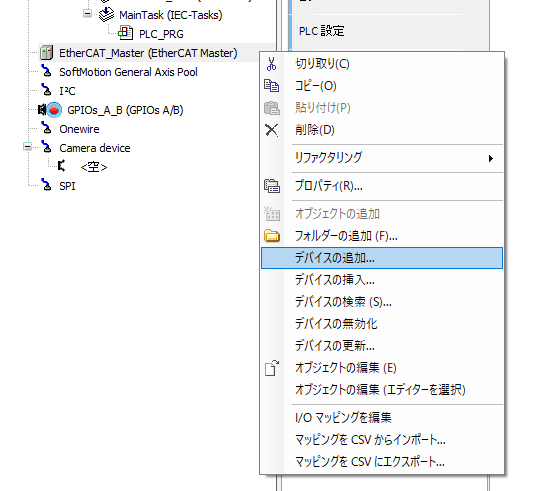 MainTask (IEC-Tasks)
PLC_PRG
EtherCAT_Master (EtherCAT Master)
SoftMotion General Axis Pool
I²C
GPIOs_A_B (GPIOs A/B)
Onewire
Camera device
<空>
SPI
PLC 設定
切り取り(C)
コピー(O)
貼り付け(P)
削除(D)
リファクタリング
プロパティ(R)...
オブジェクトの追加
フォルダーの追加 (F)...
デバイスの追加...
デバイスの挿入...
デバイスの検索 (S)...
デバイスの無効化
デバイスの更新...
オブジェクトの編集 (E)
オブジェクトの編集 (エディターを選択)
I/O マッピングを編集
マッピングを CSV からインポート...
マッピングを CSV にエクスポート...